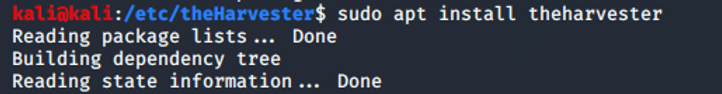 kali@kali:/etc/theHarvester$ sudo apt install theharvester
Reading package lists... Done
Building dependency tree
Reading state information... Done